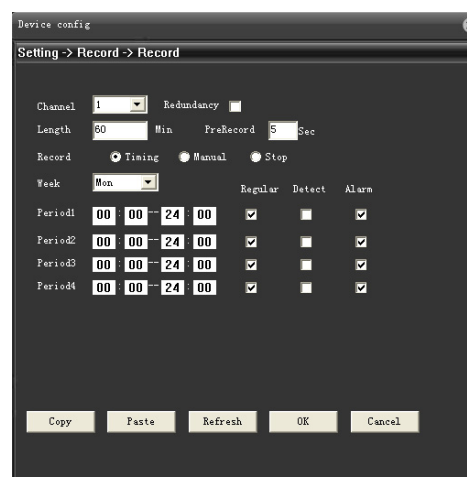 Device config
Setting -> Record -> Record
Channel 1 Redundancy
Length 60 Min PreRecord 5 Sec
Record Timing Manual Stop
Week Mon
Regular Detect Alarm
Period1 00 : 00 -- 24 : 00
Period2 00 : 00 -- 24 : 00
Period3 00 : 00 -- 24 : 00
Period4 00 : 00 -- 24 : 00
Copy Paste Refresh OK Cancel